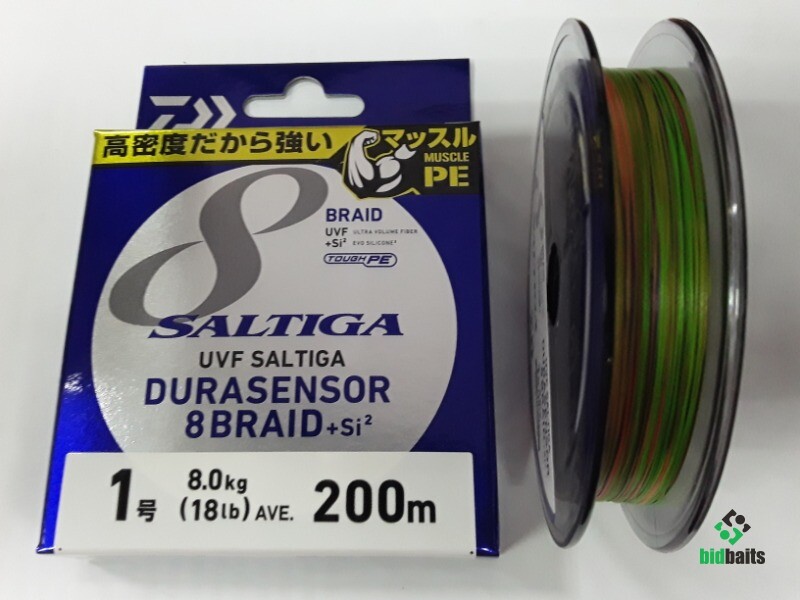 高密度だから強い
マッスル
MUSCLE
PE
8
BRAID
UVF ULTRA VOLUME FIBER
+Si² EVO SILICONE²
TOUGH PE
SALTIGA
UVF SALTIGA
DURASENSOR
8BRAID+Si²
1号 8.0kg (18lb) AVE. 200m
bidbaits